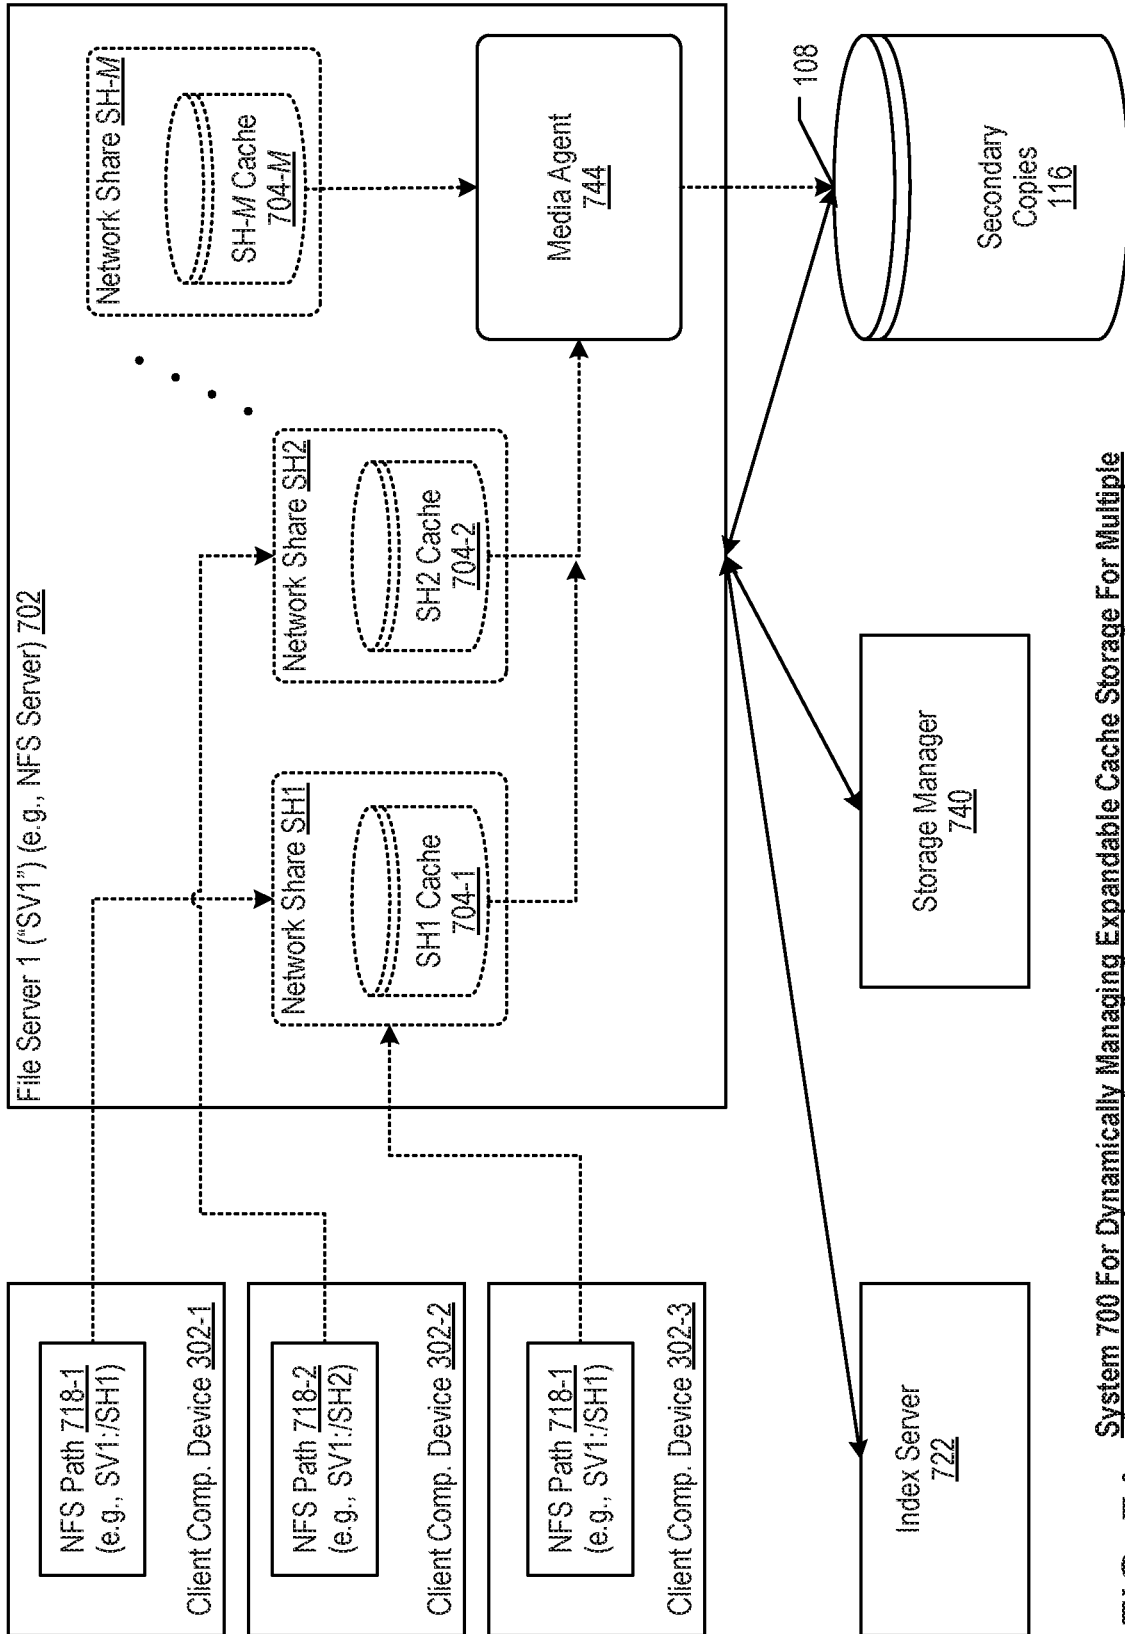 File Server 1 ("SV1") (e.g., NFS Server) 702
NFS Path 718-1
(e.g., SV1:/SH1)
Client Comp. Device 302-1
NFS Path 718-2
(e.g., SV1:/SH2)
Client Comp. Device 302-2
NFS Path 718-1
(e.g., SV1:/SH1)
Client Comp. Device 302-3
Network Share SH1
SH1 Cache
704-1
Network Share SH2
SH2 Cache
704-2
Network Share SH-M
SH-M Cache
704-M
Media Agent
744
Index Server
722
Storage Manager
740
108
Secondary
Copies
116
System 700 For Dynamically Managing Expandable Cache Storage For Multiple